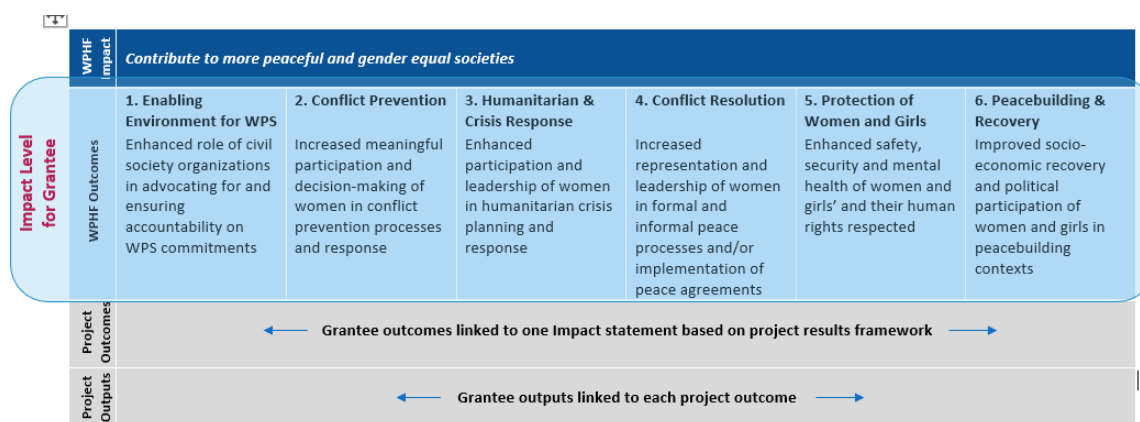 WPHF
Impact
Contribute to more peaceful and gender equal societies
Impact Level
for Grantee
WPHF Outcomes
1. Enabling
Environment for WPS
Enhanced role of civil
society organizations
in advocating for and
ensuring
accountability on
WPS commitments
2. Conflict Prevention
Increased meaningful
participation and
decision-making of
women in conflict
prevention processes
and response
3. Humanitarian &
Crisis Response
Enhanced
participation and
leadership of women
in humanitarian crisis
planning and
response
4. Conflict Resolution
Increased
representation and
leadership of women
in formal and
informal peace
processes and/or
implementation of
peace agreements
5. Protection of
Women and Girls
Enhanced safety,
security and mental
health of women and
girls’ and their human
rights respected
6. Peacebuilding &
Recovery
Improved socio-
economic recovery
and political
participation of
women and girls in
peacebuilding
contexts
Project
Outcomes
Grantee outcomes linked to one Impact statement based on project results framework
Project
Outputs
Grantee outputs linked to each project outcome